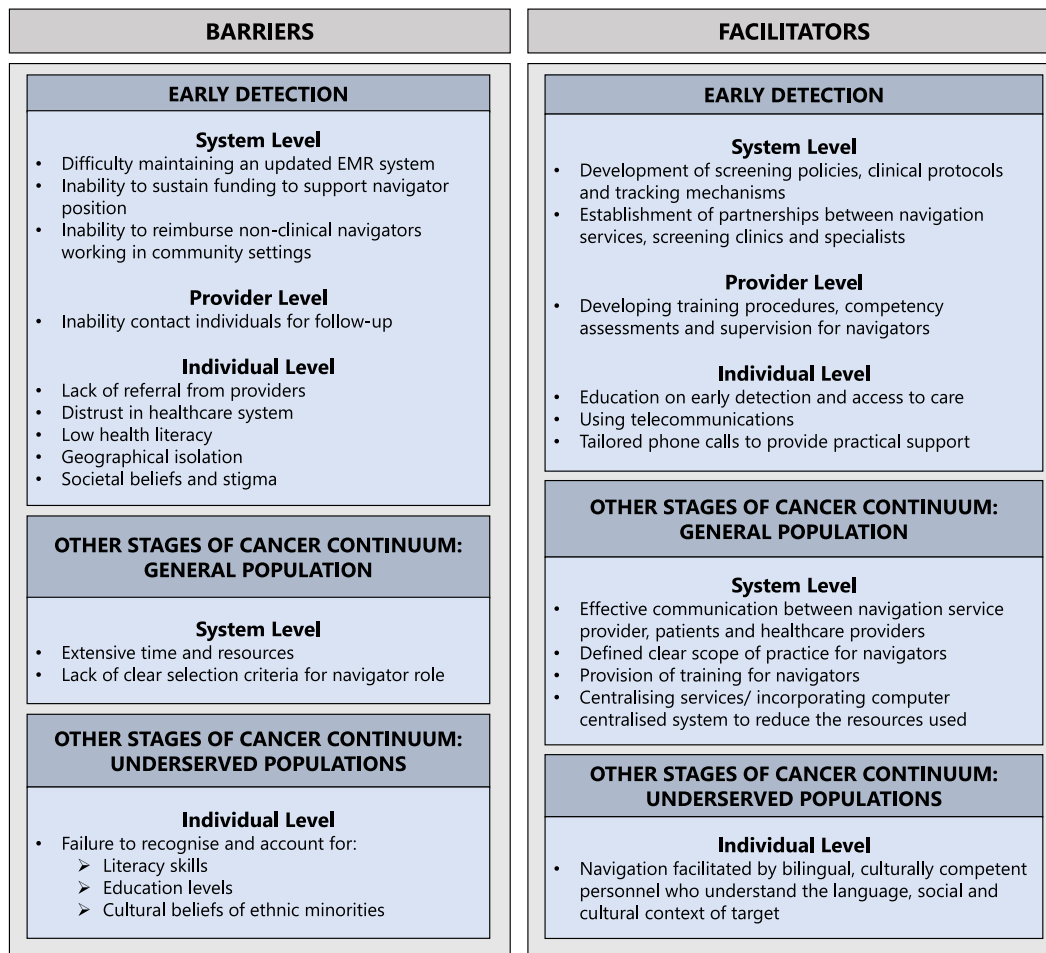 BARRIERS
EARLY DETECTION
System Level
• Difficulty maintaining an updated EMR system
• Inability to sustain funding to support navigator
position
• Inability to reimburse non-clinical navigators
working in community settings
Provider Level
• Inability contact individuals for follow-up
Individual Level
• Lack of referral from providers
• Distrust in healthcare system
• Low health literacy
• Geographical isolation
• Societal beliefs and stigma
OTHER STAGES OF CANCER CONTINUUM:
GENERAL POPULATION
System Level
• Extensive time and resources
• Lack of clear selection criteria for navigator role
OTHER STAGES OF CANCER CONTINUUM:
UNDERSERVED POPULATIONS
Individual Level
• Failure to recognise and account for:
➢ Literacy skills
➢ Education levels
➢ Cultural beliefs of ethnic minorities
FACILITATORS
EARLY DETECTION
System Level
• Development of screening policies, clinical protocols
and tracking mechanisms
• Establishment of partnerships between navigation
services, screening clinics and specialists
Provider Level
• Developing training procedures, competency
assessments and supervision for navigators
Individual Level
• Education on early detection and access to care
• Using telecommunications
• Tailored phone calls to provide practical support
OTHER STAGES OF CANCER CONTINUUM:
GENERAL POPULATION
System Level
• Effective communication between navigation service
provider, patients and healthcare providers
• Defined clear scope of practice for navigators
• Provision of training for navigators
• Centralising services/ incorporating computer
centralised system to reduce the resources used
OTHER STAGES OF CANCER CONTINUUM:
UNDERSERVED POPULATIONS
Individual Level
• Navigation facilitated by bilingual, culturally competent
personnel who understand the language, social and
cultural context of target